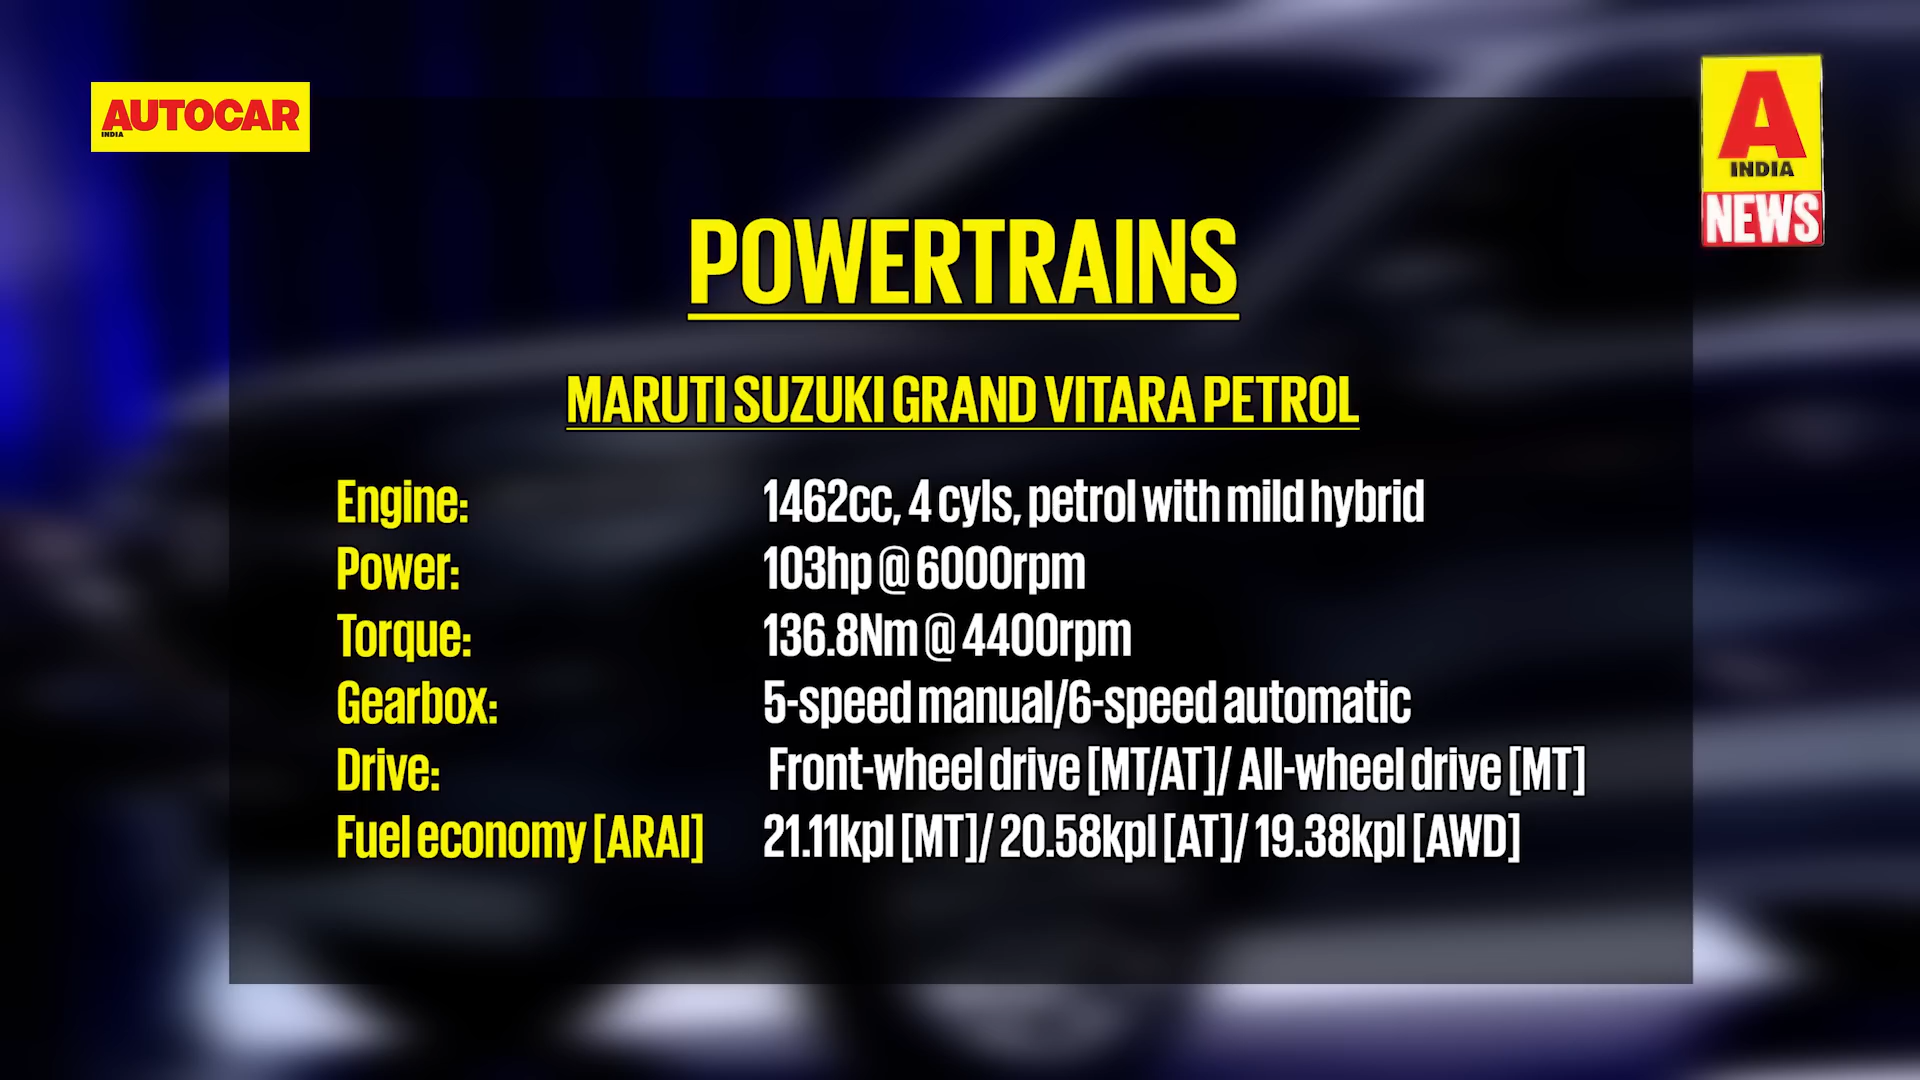 AUTOCAR
INDIA
A
INDIA
NEWS
POWERTRAINS
MARUTI SUZUKI GRAND VITARA PETROL
Engine: 1462cc, 4 cyls, petrol with mild hybrid
Power: 103hp @ 6000rpm
Torque: 136.8Nm @ 4400rpm
Gearbox: 5-speed manual/6-speed automatic
Drive: Front-wheel drive [MT/AT]/ All-wheel drive [MT]
Fuel economy [ARAI] 21.11kpl [MT]/ 20.58kpl [AT]/ 19.38kpl [AWD]